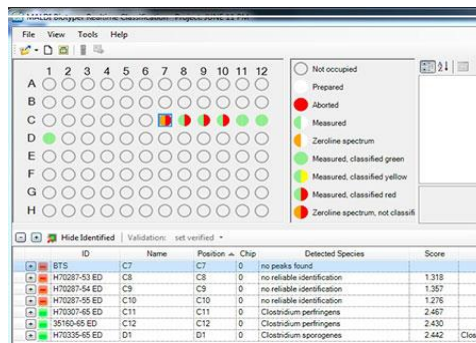 MALDI Biotyper Realtime Classification - Project: JUNE 11 PM
File View Tools Help
1 2 3 4 5 6 7 8 9 10 11 12
A
B
C
D
E
F
G
H
Not occupied
Prepared
Aborted
Measured
Zeroline spectrum
Measured, classified green
Measured, classified yellow
Measured, classified red
Zeroline spectrum, not classifi
Hide Identified Validation: set verified
ID Name Position Chip Detected Species Score
BTS C7 C7 0 no peaks found
H70287-53 ED C8 C8 0 no reliable identification 1.318
H70287-54 ED C9 C9 0 no reliable identification 1.357
H70287-55 ED C10 C10 0 no reliable identification 1.276
H70307-65 ED C11 C11 0 Clostridium perfringens 2.467
35160-65 ED C12 C12 0 Clostridium perfringens 2.430
H70335-65 ED D1 D1 0 Clostridium sporogenes 2.442 Clos